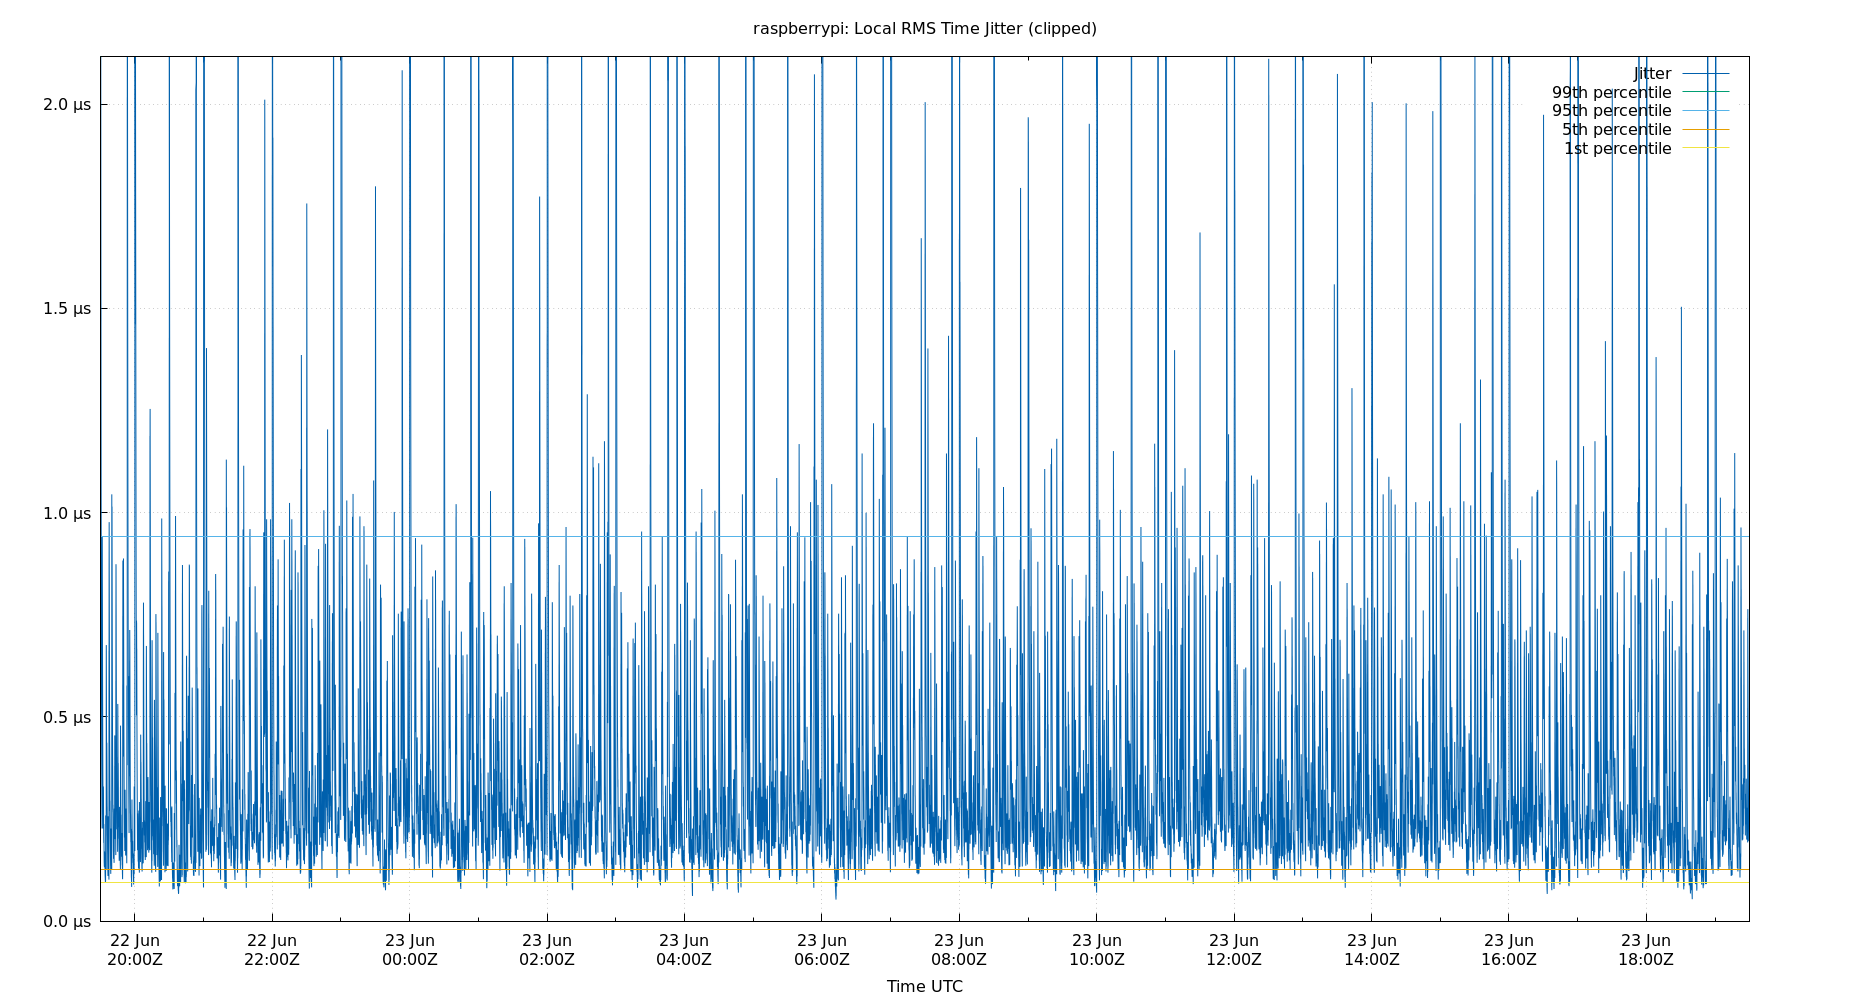 raspberrypi: Local RMS Time Jitter (clipped)
Jitter
99th percentile
95th percentile
5th percentile
1st percentile
2.0 µs
1.5 µs
1.0 µs
0.5 µs
0.0 µs
22 Jun 22 Jun 23 Jun 23 Jun 23 Jun 23 Jun 23 Jun 23 Jun 23 Jun 23 Jun 23 Jun 23 Jun
20:00Z 22:00Z 00:00Z 02:00Z 04:00Z 06:00Z 08:00Z 10:00Z 12:00Z 14:00Z 16:00Z 18:00Z
Time UTC